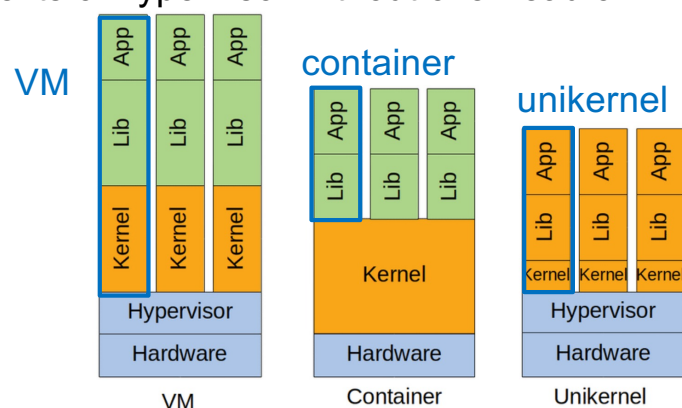 VM
App
App
App
Lib
Lib
Lib
Kernel
Kernel
Kernel
Hypervisor
Hardware
VM
container
App
App
App
Lib
Lib
Lib
Kernel
Hardware
Container
unikernel
App
App
App
Lib
Lib
Lib
Kernel
Kernel
Kerne
Hypervisor
Hardware
Unikernel